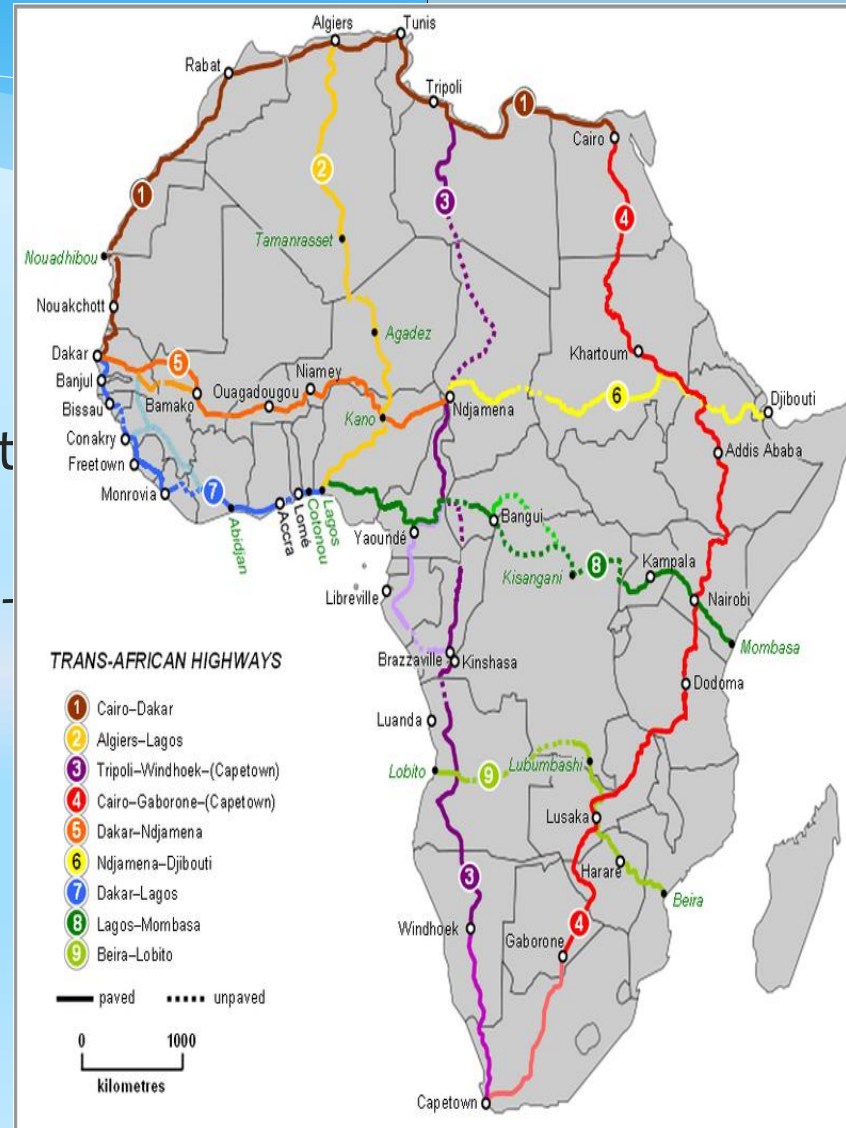 Algiers
Tunis
Rabat
Tripoli
1
Cairo
2
1
3
4
Tamanrasset
Nouadhibou
Nouakchott
Agadez
Khartoum
Dakar
5
Niamey
Banjul
Ouagadougou
6
Djibouti
Bissau
Bamako
Kano
Ndjamena
t
Conakry
Addis Ababa
Freetown
7
Monrovia
Abidjan
Accra
Lomé
Cotonou
Lagos
Bangui
Yaoundé
8
Kampala
Kisangani
Libreville
Nairobi
Mombasa
Brazzaville
Kinshasa
Dodoma
Luanda
Lobito
9
Lubumbashi
Lusaka
Harare
3
Beira
Windhoek
4
Gaborone
Capetown
TRANS-AFRICAN HIGHWAYS
1 Cairo–Dakar
2 Algiers–Lagos
3 Tripoli–Windhoek–(Capetown)
4 Cairo–Gaborone–(Capetown)
5 Dakar–Ndjamena
6 Ndjamena–Djibouti
7 Dakar–Lagos
8 Lagos–Mombasa
9 Beira–Lobito
paved unpaved
0 1000
kilometres